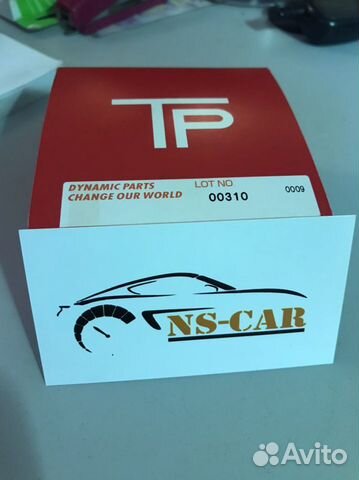 TP
DYNAMIC PARTS
CHANGE OUR WORLD
LOT NO
00310
0009
NS-CAR
Avito